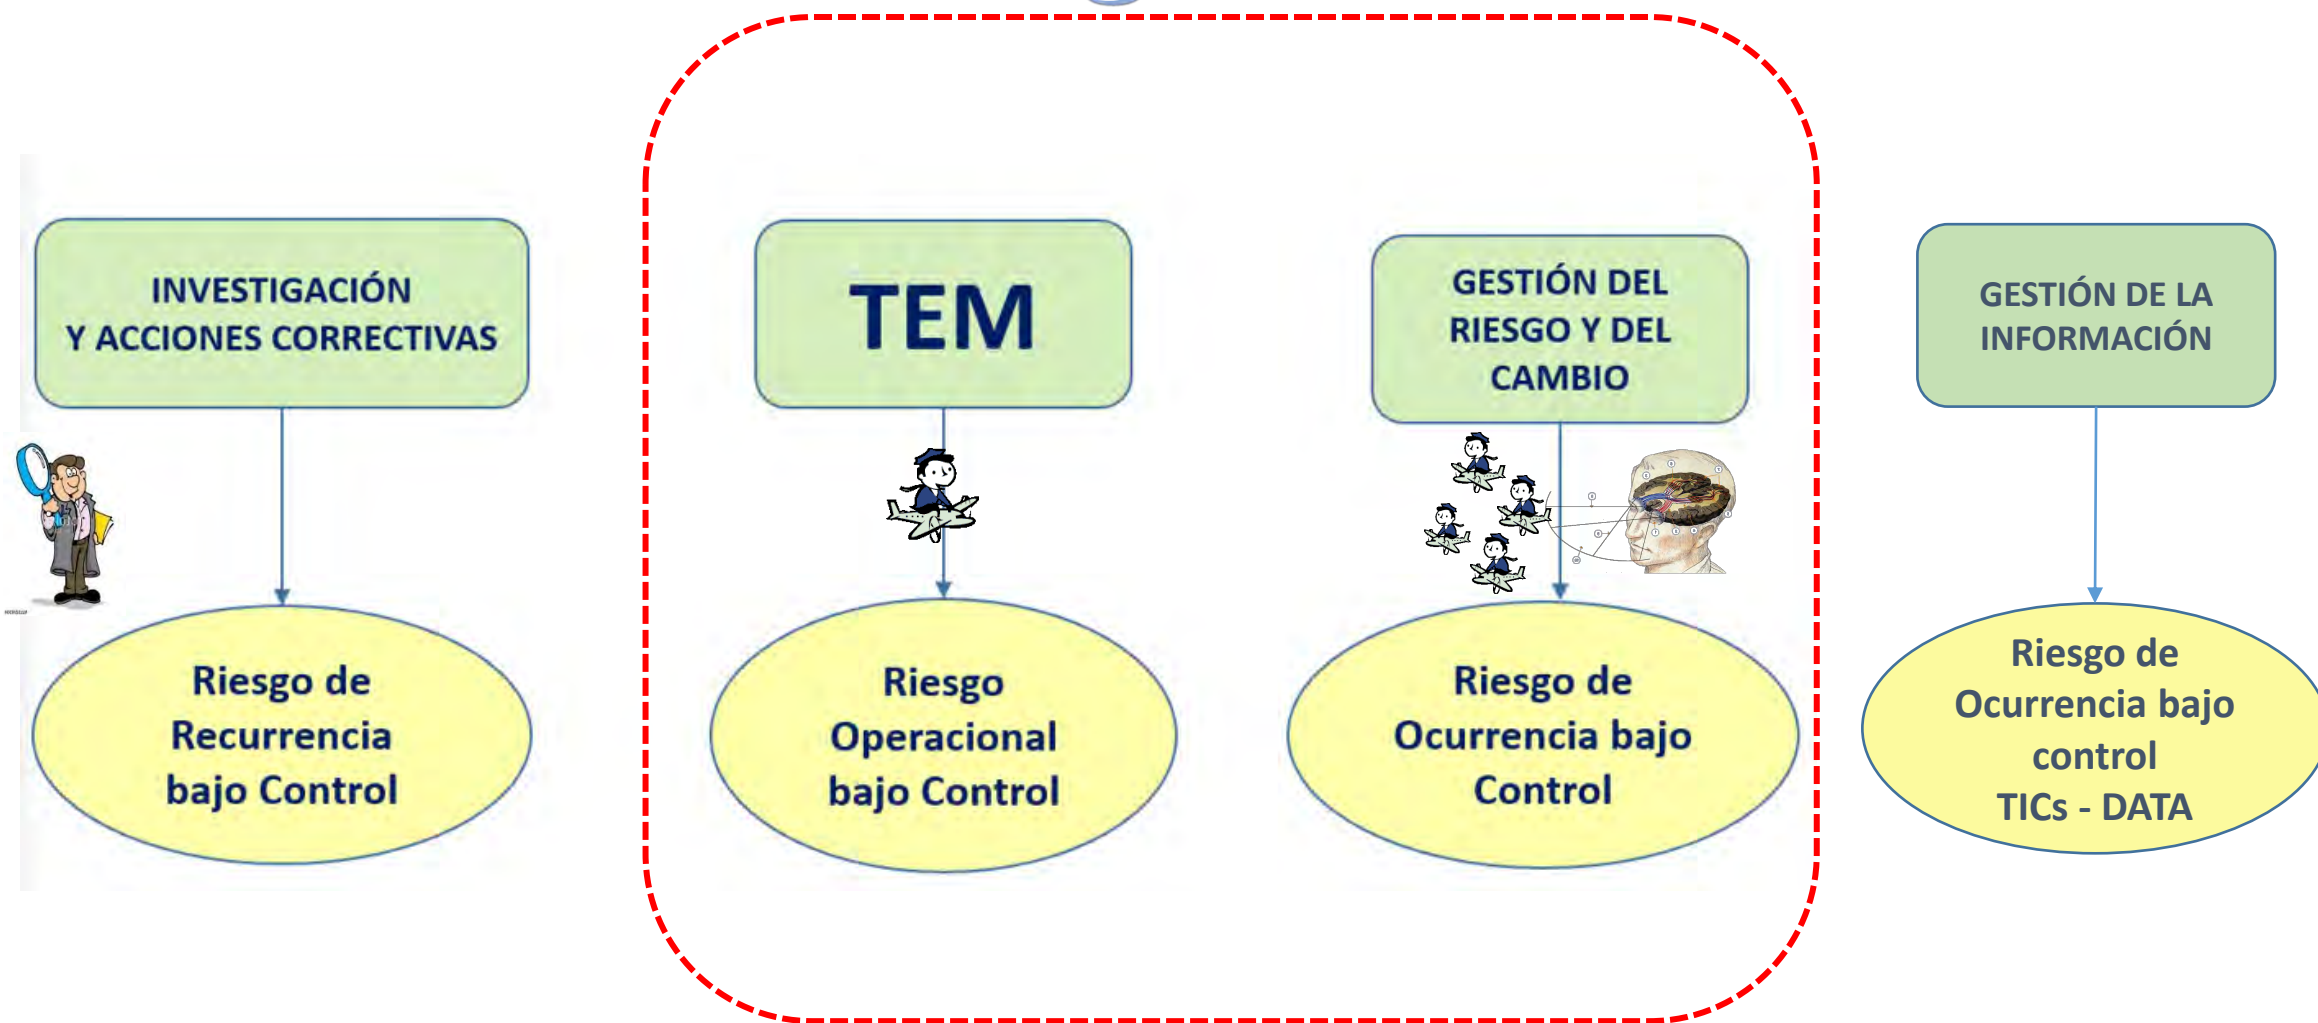 INVESTIGACIÓN
Y ACCIONES CORRECTIVAS
Riesgo de
Recurrencia
bajo Control
TEM
Riesgo
Operacional
bajo Control
GESTIÓN DEL
RIESGO Y DEL
CAMBIO
Riesgo de
Ocurrencia bajo
Control
GESTIÓN DE LA
INFORMACIÓN
Riesgo de
Ocurrencia bajo
control
TICs - DATA